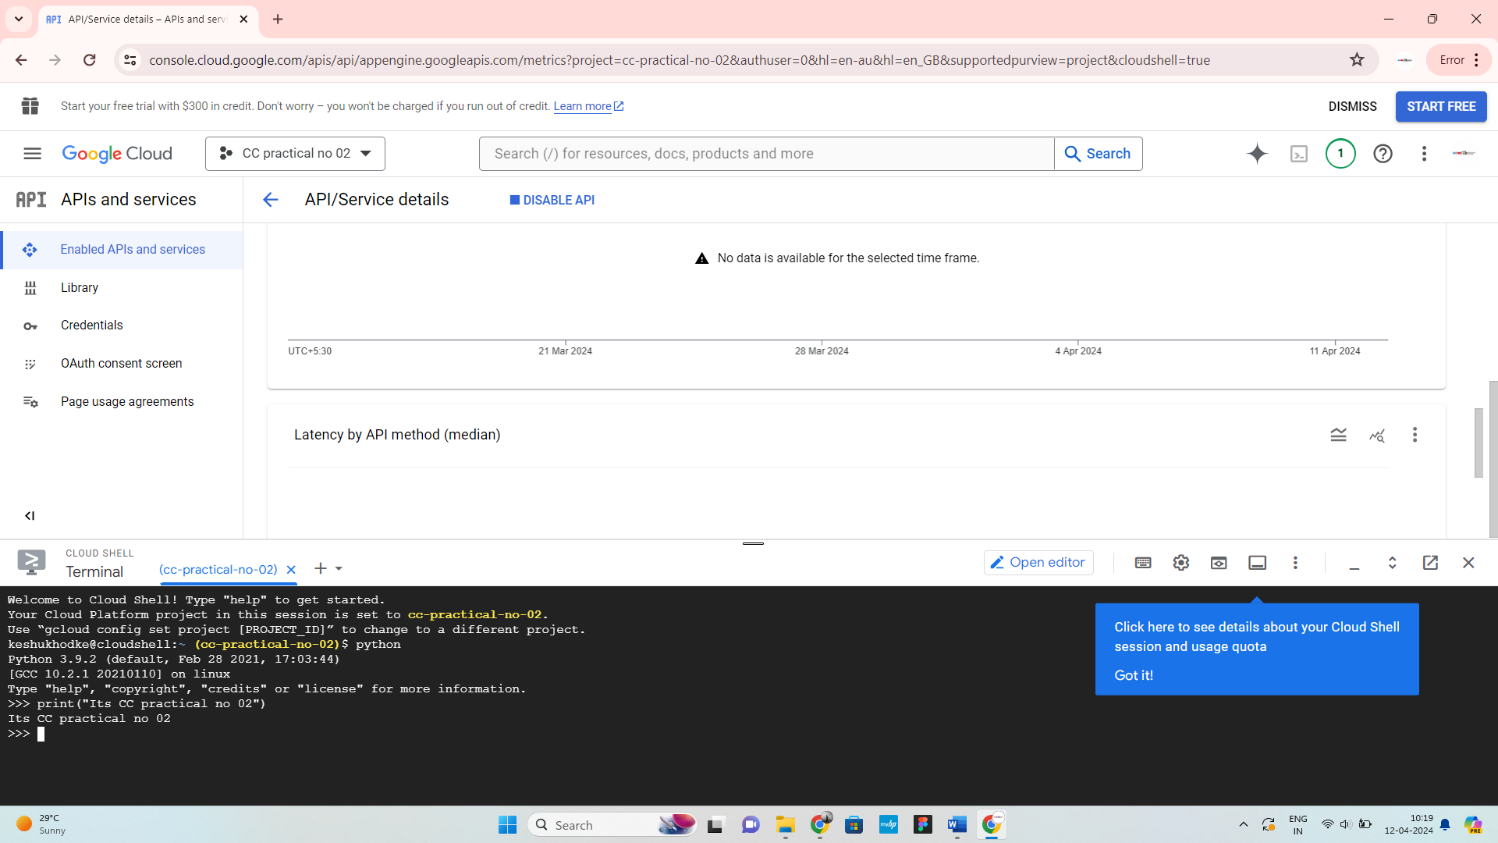 API API/Service details – APIs and serv
console.cloud.google.com/apis/api/appengine.googleapis.com/metrics?project=cc-practical-no-02&authuser=0&hl=en-au&hl=en_GB&supportedpurview=project&cloudshell=true
Error
Start your free trial with $300 in credit. Don't worry – you won't be charged if you run out of credit. Learn more
DISMISS
START FREE
Google Cloud
CC practical no 02
Search (/) for resources, docs, products and more
Search
1
API APIs and services
API/Service details
DISABLE API
Enabled APIs and services
Library
Credentials
OAuth consent screen
Page usage agreements
No data is available for the selected time frame.
UTC+5:30 21 Mar 2024 28 Mar 2024 4 Apr 2024 11 Apr 2024
Latency by API method (median)
CLOUD SHELL
Terminal
(cc-practical-no-02)
Open editor
Welcome to Cloud Shell! Type "help" to get started.
Your Cloud Platform project in this session is set to cc-practical-no-02.
Use “gcloud config set project [PROJECT_ID]” to change to a different project.
keshukhodke@cloudshell:~ (cc-practical-no-02)$ python
Python 3.9.2 (default, Feb 28 2021, 17:03:44)
[GCC 10.2.1 20210110] on linux
Type "help", "copyright", "credits" or "license" for more information.
>>> print("Its CC practical no 02")
Its CC practical no 02
>>>
Click here to see details about your Cloud Shell
session and usage quota
Got it!
29°C
Sunny
Search
ENG
IN
10:19
12-04-2024